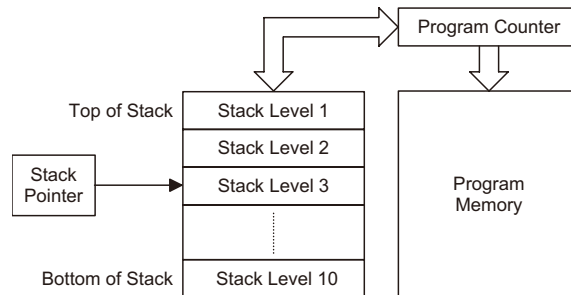 Program Counter
Top of Stack
Stack Level 1
Stack Level 2
Stack
Pointer
Stack Level 3
Program
Memory
Bottom of Stack
Stack Level 10